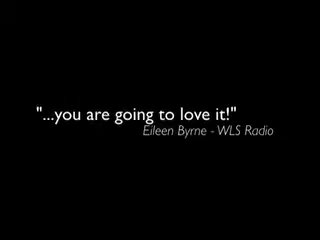 "...you are going to love it!"
Eileen Byrne - WLS Radio